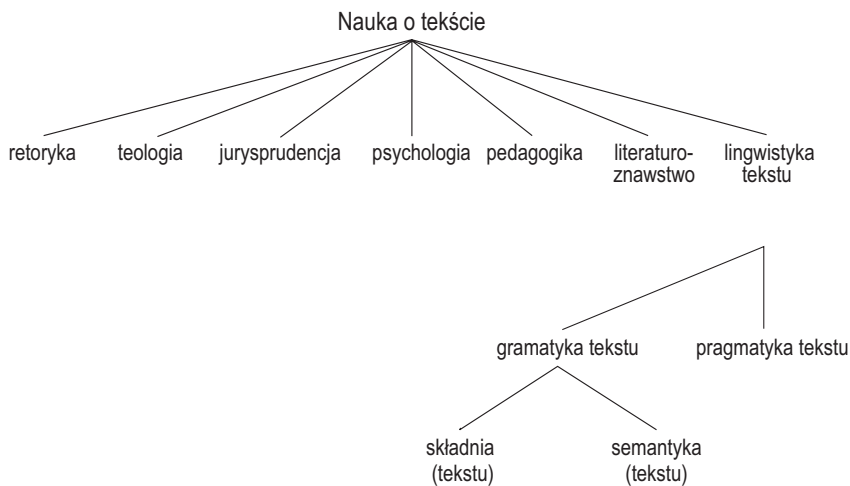 Nauka o tekście
retoryka teologia jurysprudencja psychologia pedagogika literaturo- lingwistyka
znawstwo tekstu
gramatyka tekstu pragmatyka tekstu
składnia semantyka
(tekstu) (tekstu)